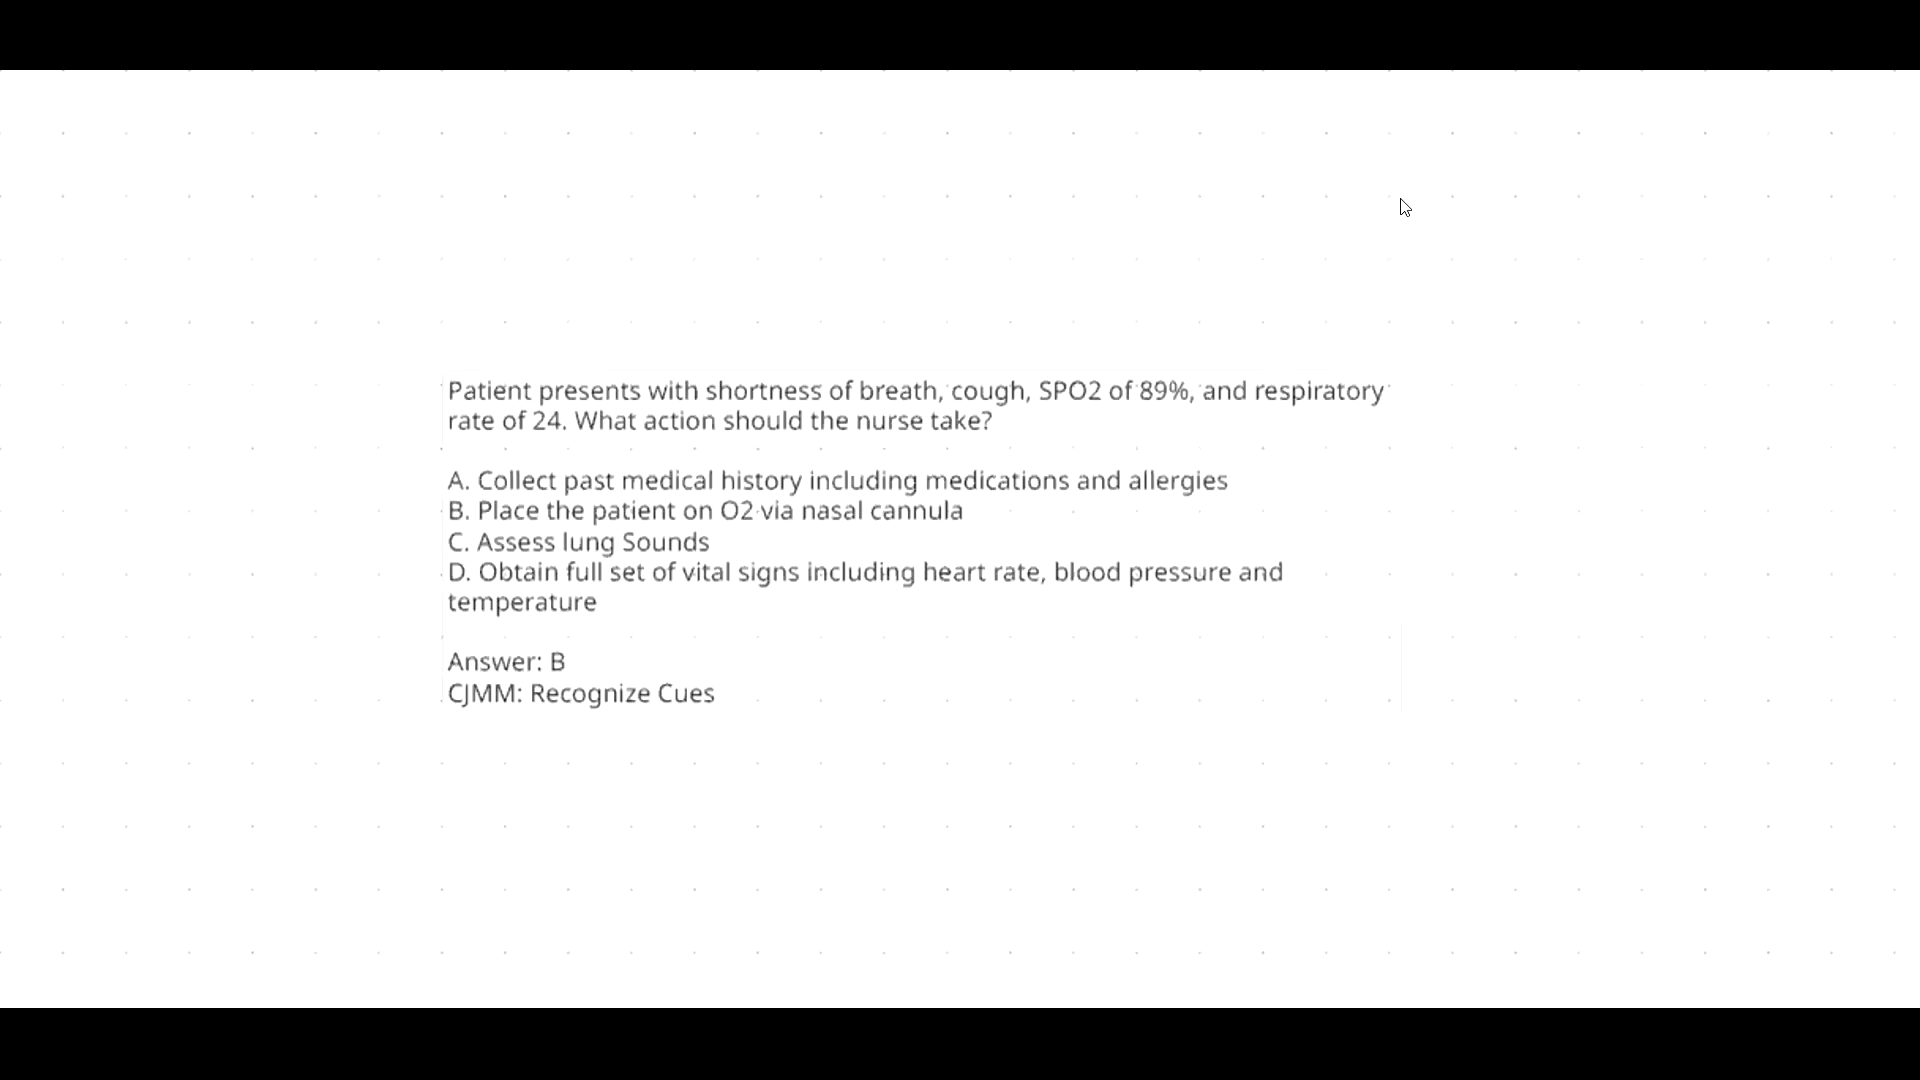 Patient presents with shortness of breath, cough, SPO2 of 89%, and respiratory
rate of 24. What action should the nurse take?
A. Collect past medical history including medications and allergies
B. Place the patient on O2 via nasal cannula
C. Assess lung Sounds
D. Obtain full set of vital signs including heart rate, blood pressure and
temperature
Answer: B
CJMM: Recognize Cues